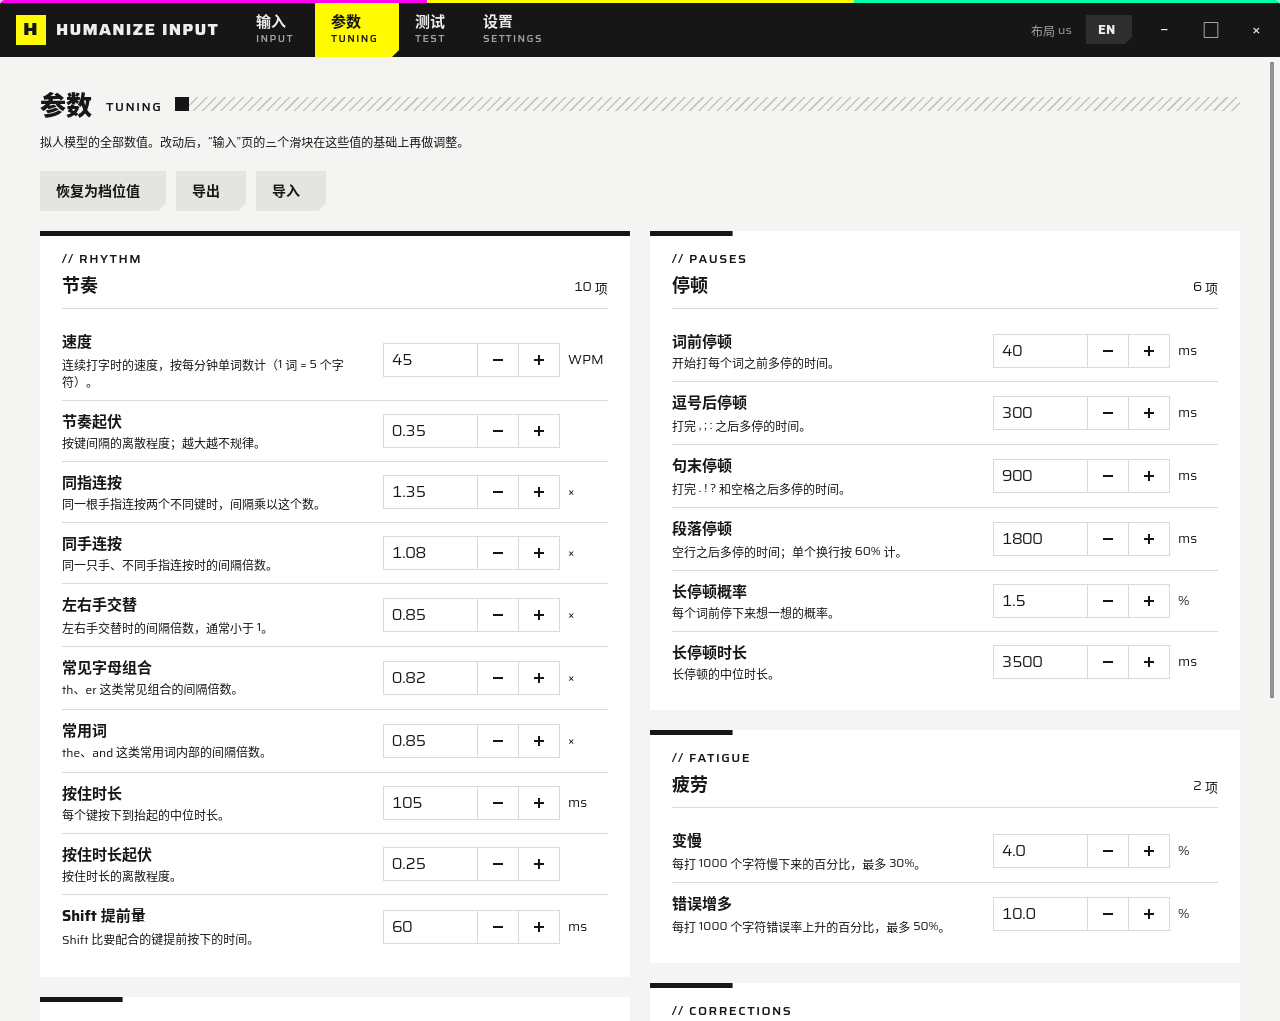 H HUMANIZE INPUT
输入
INPUT
参数
TUNING
测试
TEST
设置
SETTINGS
布局 us
EN
参数 TUNING
拟人模型的全部数值。改动后，“输入”页的三个滑块在这些值的基础上再做调整。
恢复为档位值
导出
导入
// RHYTHM
节奏
10 项
速度
连续打字时的速度，按每分钟单词数计（1 词 = 5 个字
符）。
45 − + WPM
节奏起伏
按键间隔的离散程度；越大越不规律。
0.35 − +
同指连按
同一根手指连按两个不同键时，间隔乘以这个数。
1.35 − + ×
同手连按
同一只手、不同手指连按时的间隔倍数。
1.08 − + ×
左右手交替
左右手交替时的间隔倍数，通常小于 1。
0.85 − + ×
常见字母组合
th、er 这类常见组合的间隔倍数。
0.82 − + ×
常用词
the、and 这类常用词内部的间隔倍数。
0.85 − + ×
按住时长
每个键按下到抬起的中位时长。
105 − + ms
按住时长起伏
按住时长的离散程度。
0.25 − +
Shift 提前量
Shift 比要配合的键提前按下的时间。
60 − + ms
// PAUSES
停顿
6 项
词前停顿
开始打每个词之前多停的时间。
40 − + ms
逗号后停顿
打完 , ; : 之后多停的时间。
300 − + ms
句末停顿
打完 . ! ? 和空格之后多停的时间。
900 − + ms
段落停顿
空行之后多停的时间；单个换行按 60% 计。
1800 − + ms
长停顿概率
每个词前停下来想一想的概率。
1.5 − + %
长停顿时长
长停顿的中位时长。
3500 − + ms
// FATIGUE
疲劳
2 项
变慢
每打 1000 个字符慢下来的百分比，最多 30%。
4.0 − + %
错误增多
每打 1000 个字符错误率上升的百分比，最多 50%。
10.0 − + %
// CORRECTIONS